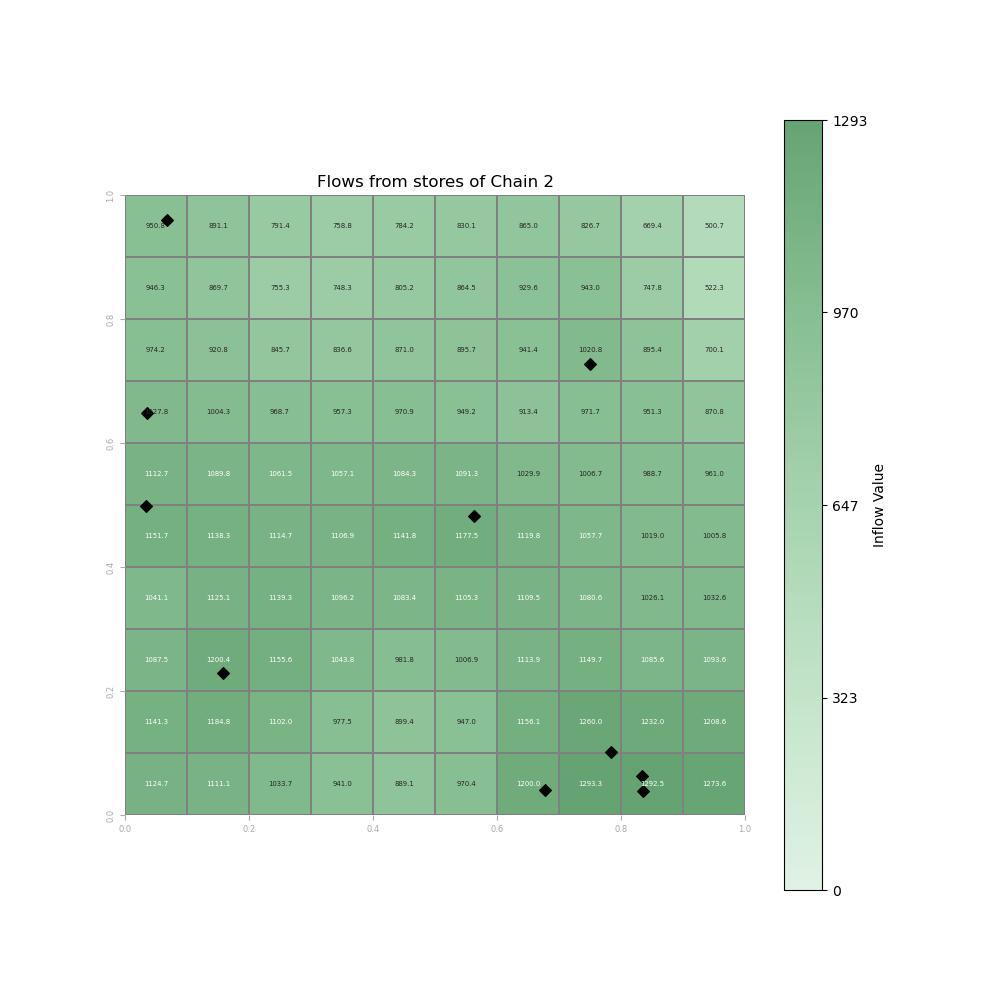 Flows from stores of Chain 2
1.0
0.8
0.6
0.4
0.2
0.0
950.8 891.1 791.4 758.8 784.2 830.1 865.0 826.7 669.4 500.7
946.3 869.7 755.3 748.3 805.2 864.5 929.6 943.0 747.8 522.3
974.2 920.8 845.7 836.6 871.0 895.7 941.4 1020.8 895.4 700.1
1004.3 968.7 957.3 970.9 949.2 913.4 971.7 951.3 870.8
1112.7 1089.8 1061.5 1057.1 1084.3 1091.3 1029.9 1006.7 988.7 961.0
1151.7 1138.3 1114.7 1106.9 1141.8 1177.5 1119.8 1057.7 1019.0 1005.8
1041.1 1125.1 1139.3 1096.2 1083.4 1105.3 1109.5 1080.6 1026.1 1032.6
1087.5 1200.4 1155.6 1043.8 981.8 1006.9 1113.9 1149.7 1085.6 1093.6
1141.3 1184.8 1102.0 977.5 899.4 947.0 1156.1 1260.0 1232.0 1208.6
1124.7 1111.1 1033.7 941.0 889.1 970.4 1200.0 1293.3 1292.5 1273.6
0.0 0.2 0.4 0.6 0.8 1.0
1293
970
647
323
0
Inflow Value